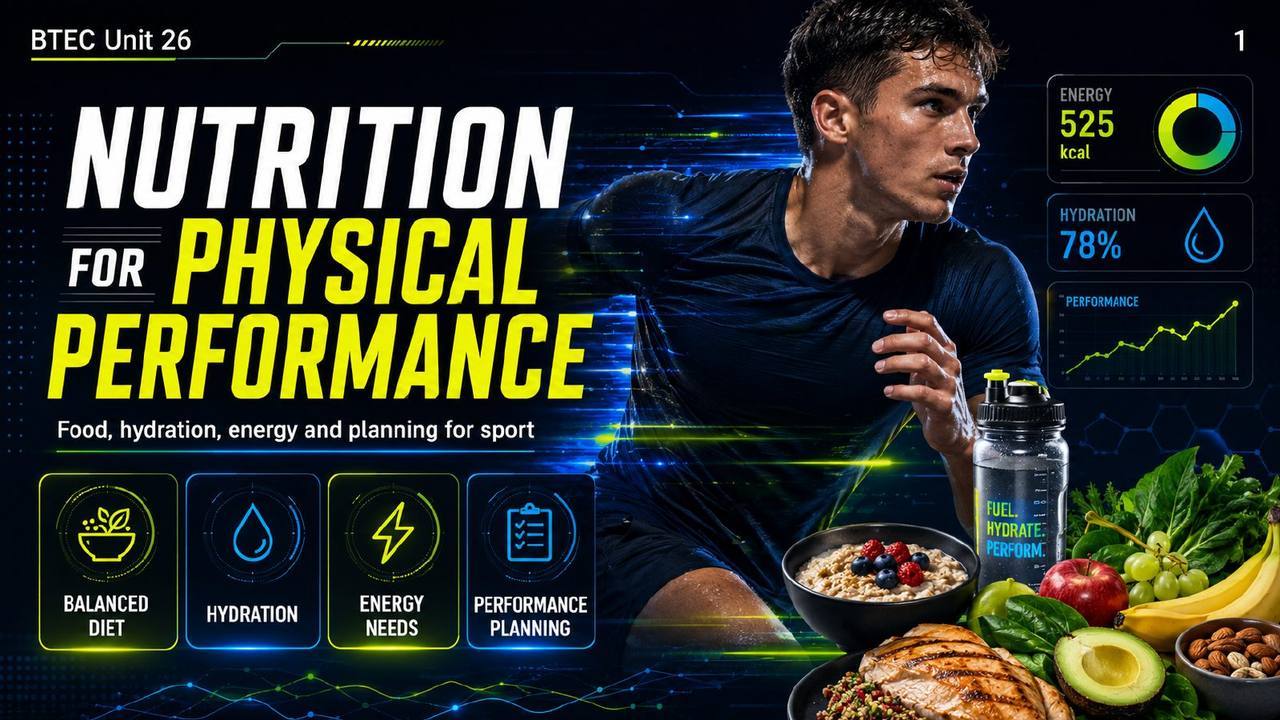 BTEC Unit 26
1
NUTRITION
FOR PHYSICAL
PERFORMANCE
Food, hydration, energy and planning for sport
BALANCED
DIET
HYDRATION
ENERGY
NEEDS
PERFORMANCE
PLANNING
ENERGY
525
kcal
HYDRATION
78%
PERFORMANCE
FUEL.
HYDRATE.
PERFORM.